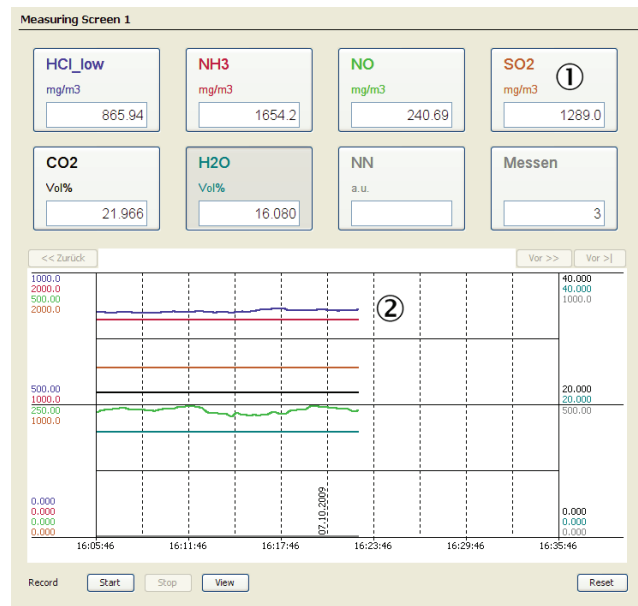 Measuring Screen 1
HCl_low NH3 NO SO2 ①
mg/m3 mg/m3 mg/m3 mg/m3
865.94 1654.2 240.69 1289.0
CO2 H2O NN Messen
Vol% Vol% a.u.
21.966 16.080 3
<< Zurück Vor >> Vor >|
1000.0 40.000
2000.0 40.000
500.00 1000.0
2000.0 ②
500.00 20.000
1000.0 20.000
250.00 500.00
1000.0
07.10.2009
0.000 0.000
0.000 0.000
0.000 0.000
0.000
16:05:46 16:11:46 16:17:46 16:23:46 16:29:46 16:35:46
Record Start Stop View Reset